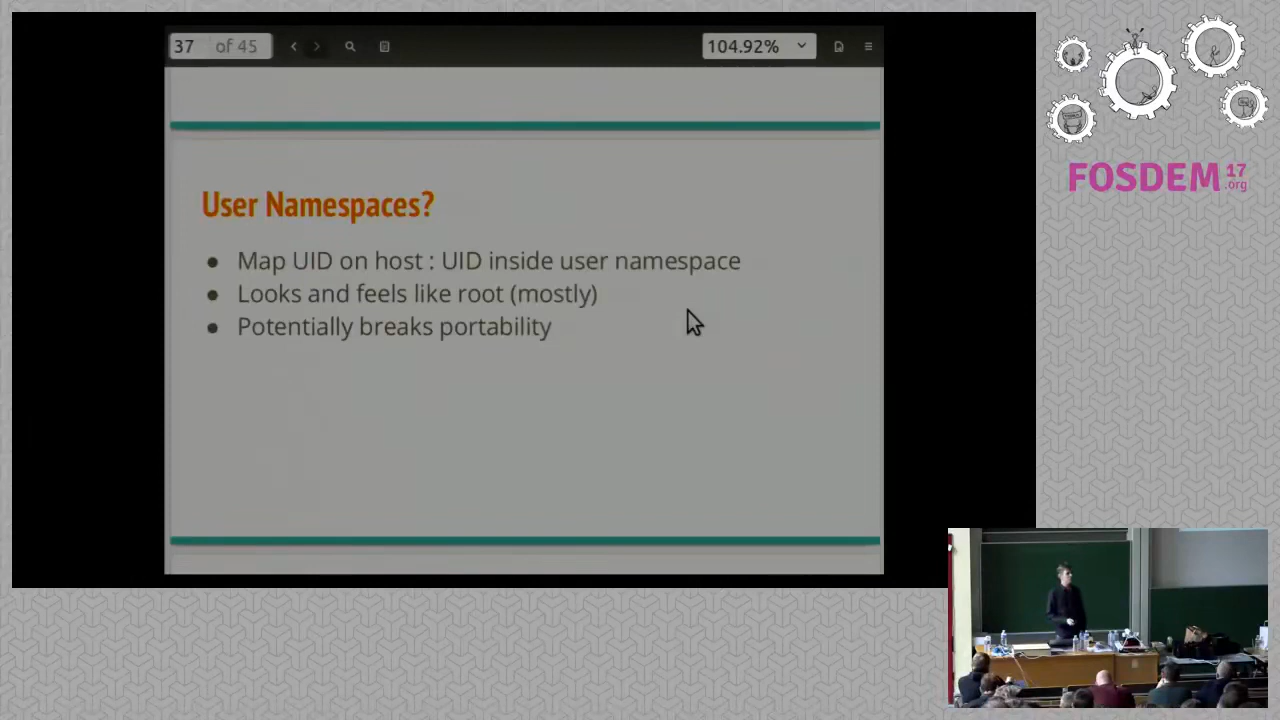 37 of 45
104.92%
FOSDEM 17 .org
User Namespaces?
● Map UID on host : UID inside user namespace
● Looks and feels like root (mostly)
● Potentially breaks portability